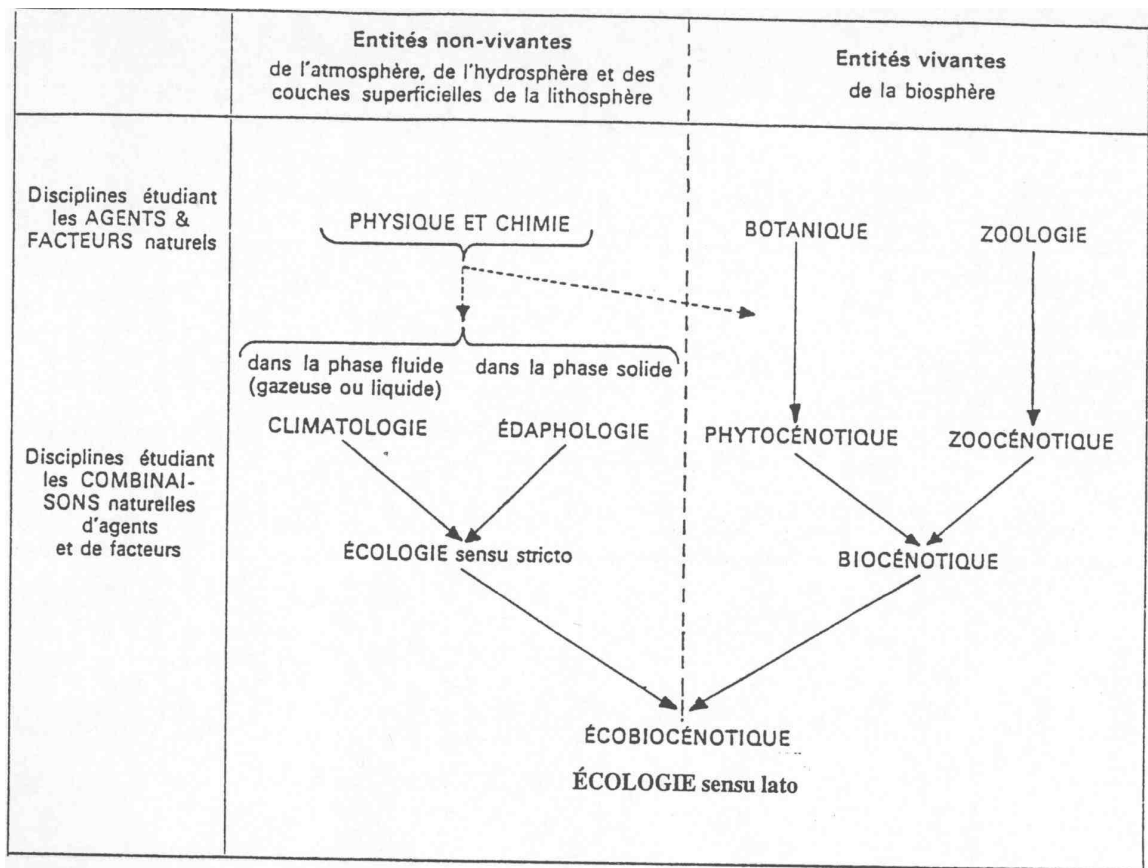 Entités non-vivantes
de l'atmosphère, de l'hydrosphère et des
couches superficielles de la lithosphère
Entités vivantes
de la biosphère
Disciplines étudiant
les AGENTS &
FACTEURS naturels
PHYSIQUE ET CHIMIE
BOTANIQUE
ZOOLOGIE
dans la phase fluide
(gazeuse ou liquide)
dans la phase solide
CLIMATOLOGIE
ÉDAPHOLOGIE
PHYTOCÉNOTIQUE
ZOOCÉNOTIQUE
Disciplines étudiant
les COMBINAI-
SONS naturelles
d'agents
et de facteurs
ÉCOLOGIE sensu stricto
BIOCÉNOTIQUE
ÉCOBIOCÉNOTIQUE
ÉCOLOGIE sensu lato